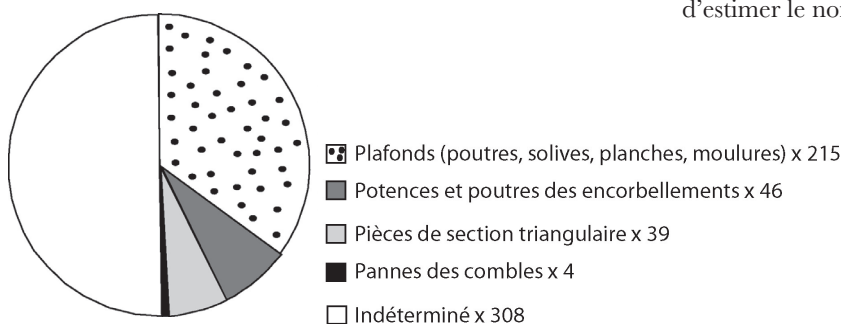 d'estimer le
Plafonds (poutres, solives, planches, moulures) x 215
Potences et poutres des encorbellements x 46
Pièces de section triangulaire x 39
Pannes des combles x 4
Indéterminé x 308